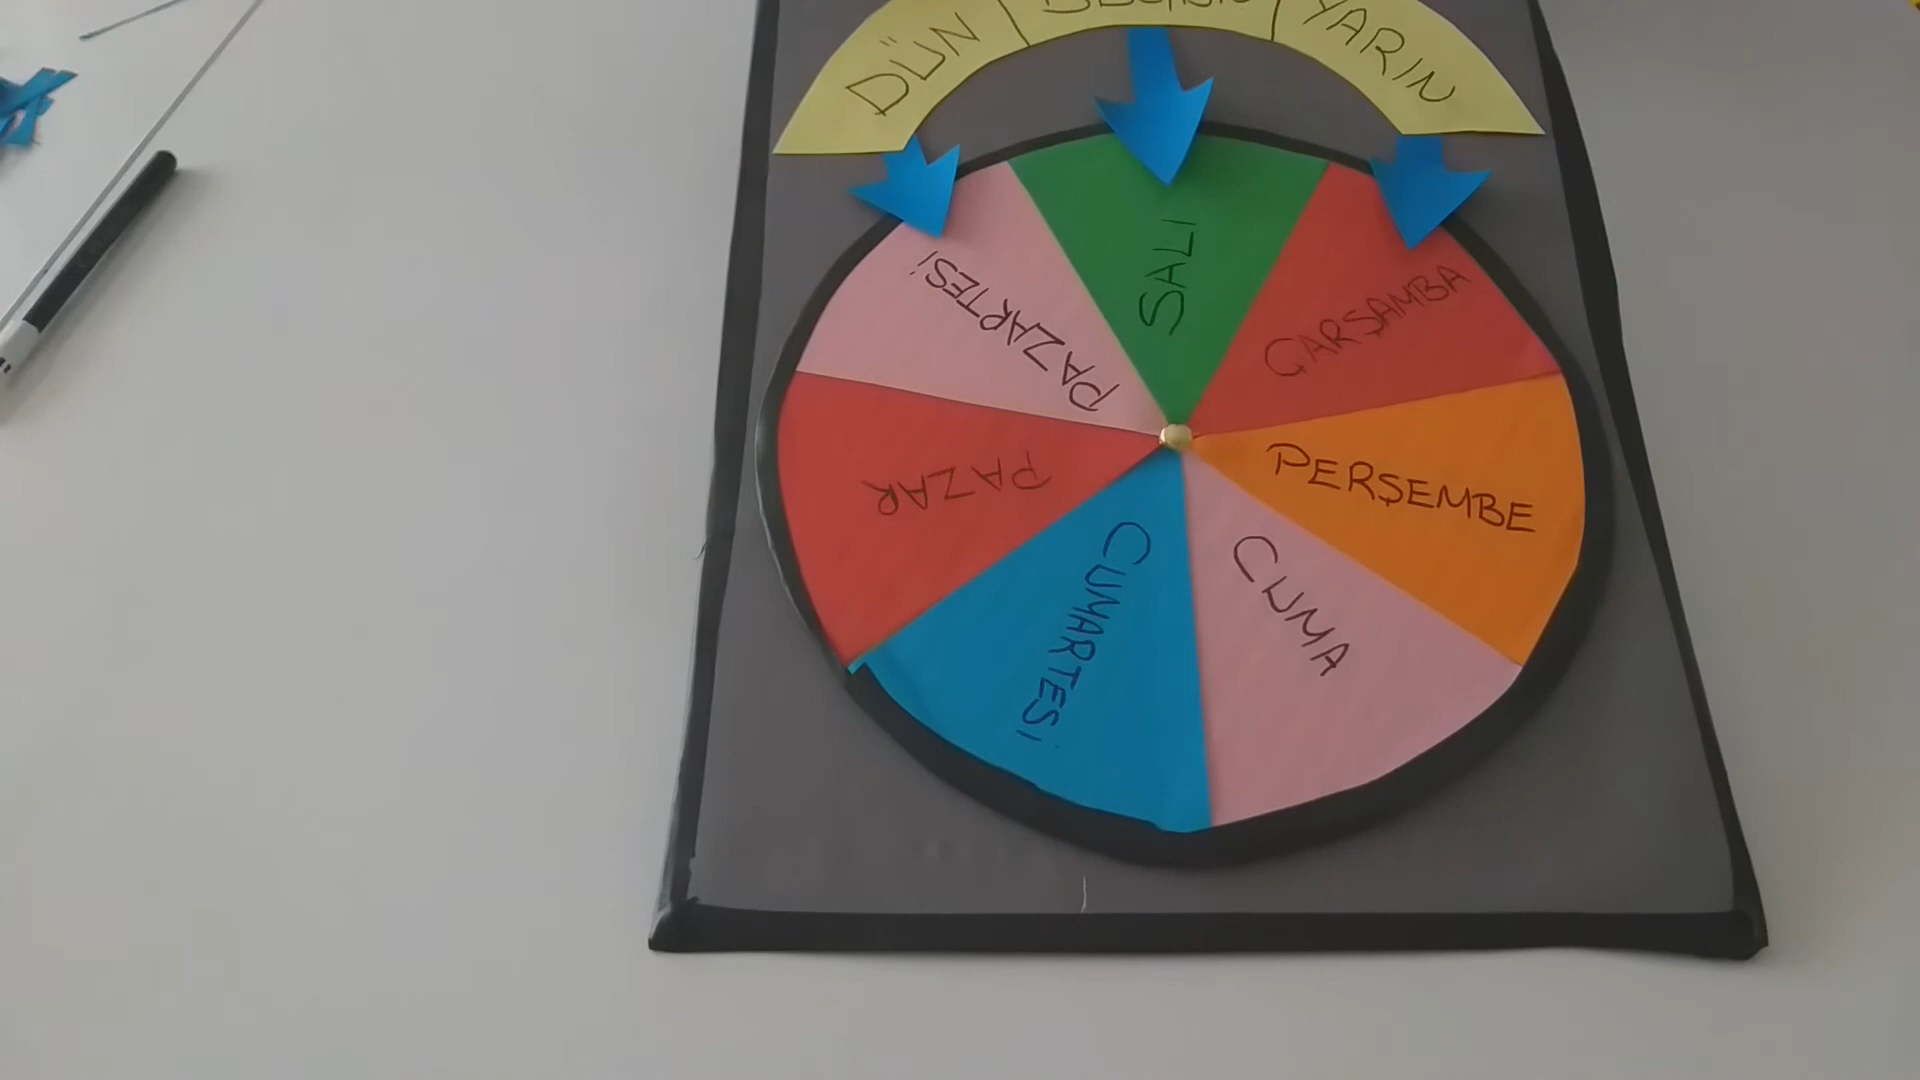 DÜN
YARIN
PAZARTESİ
SALI
ÇARŞAMBA
PERŞEMBE
CUMA
CUMARTESİ
PAZAR